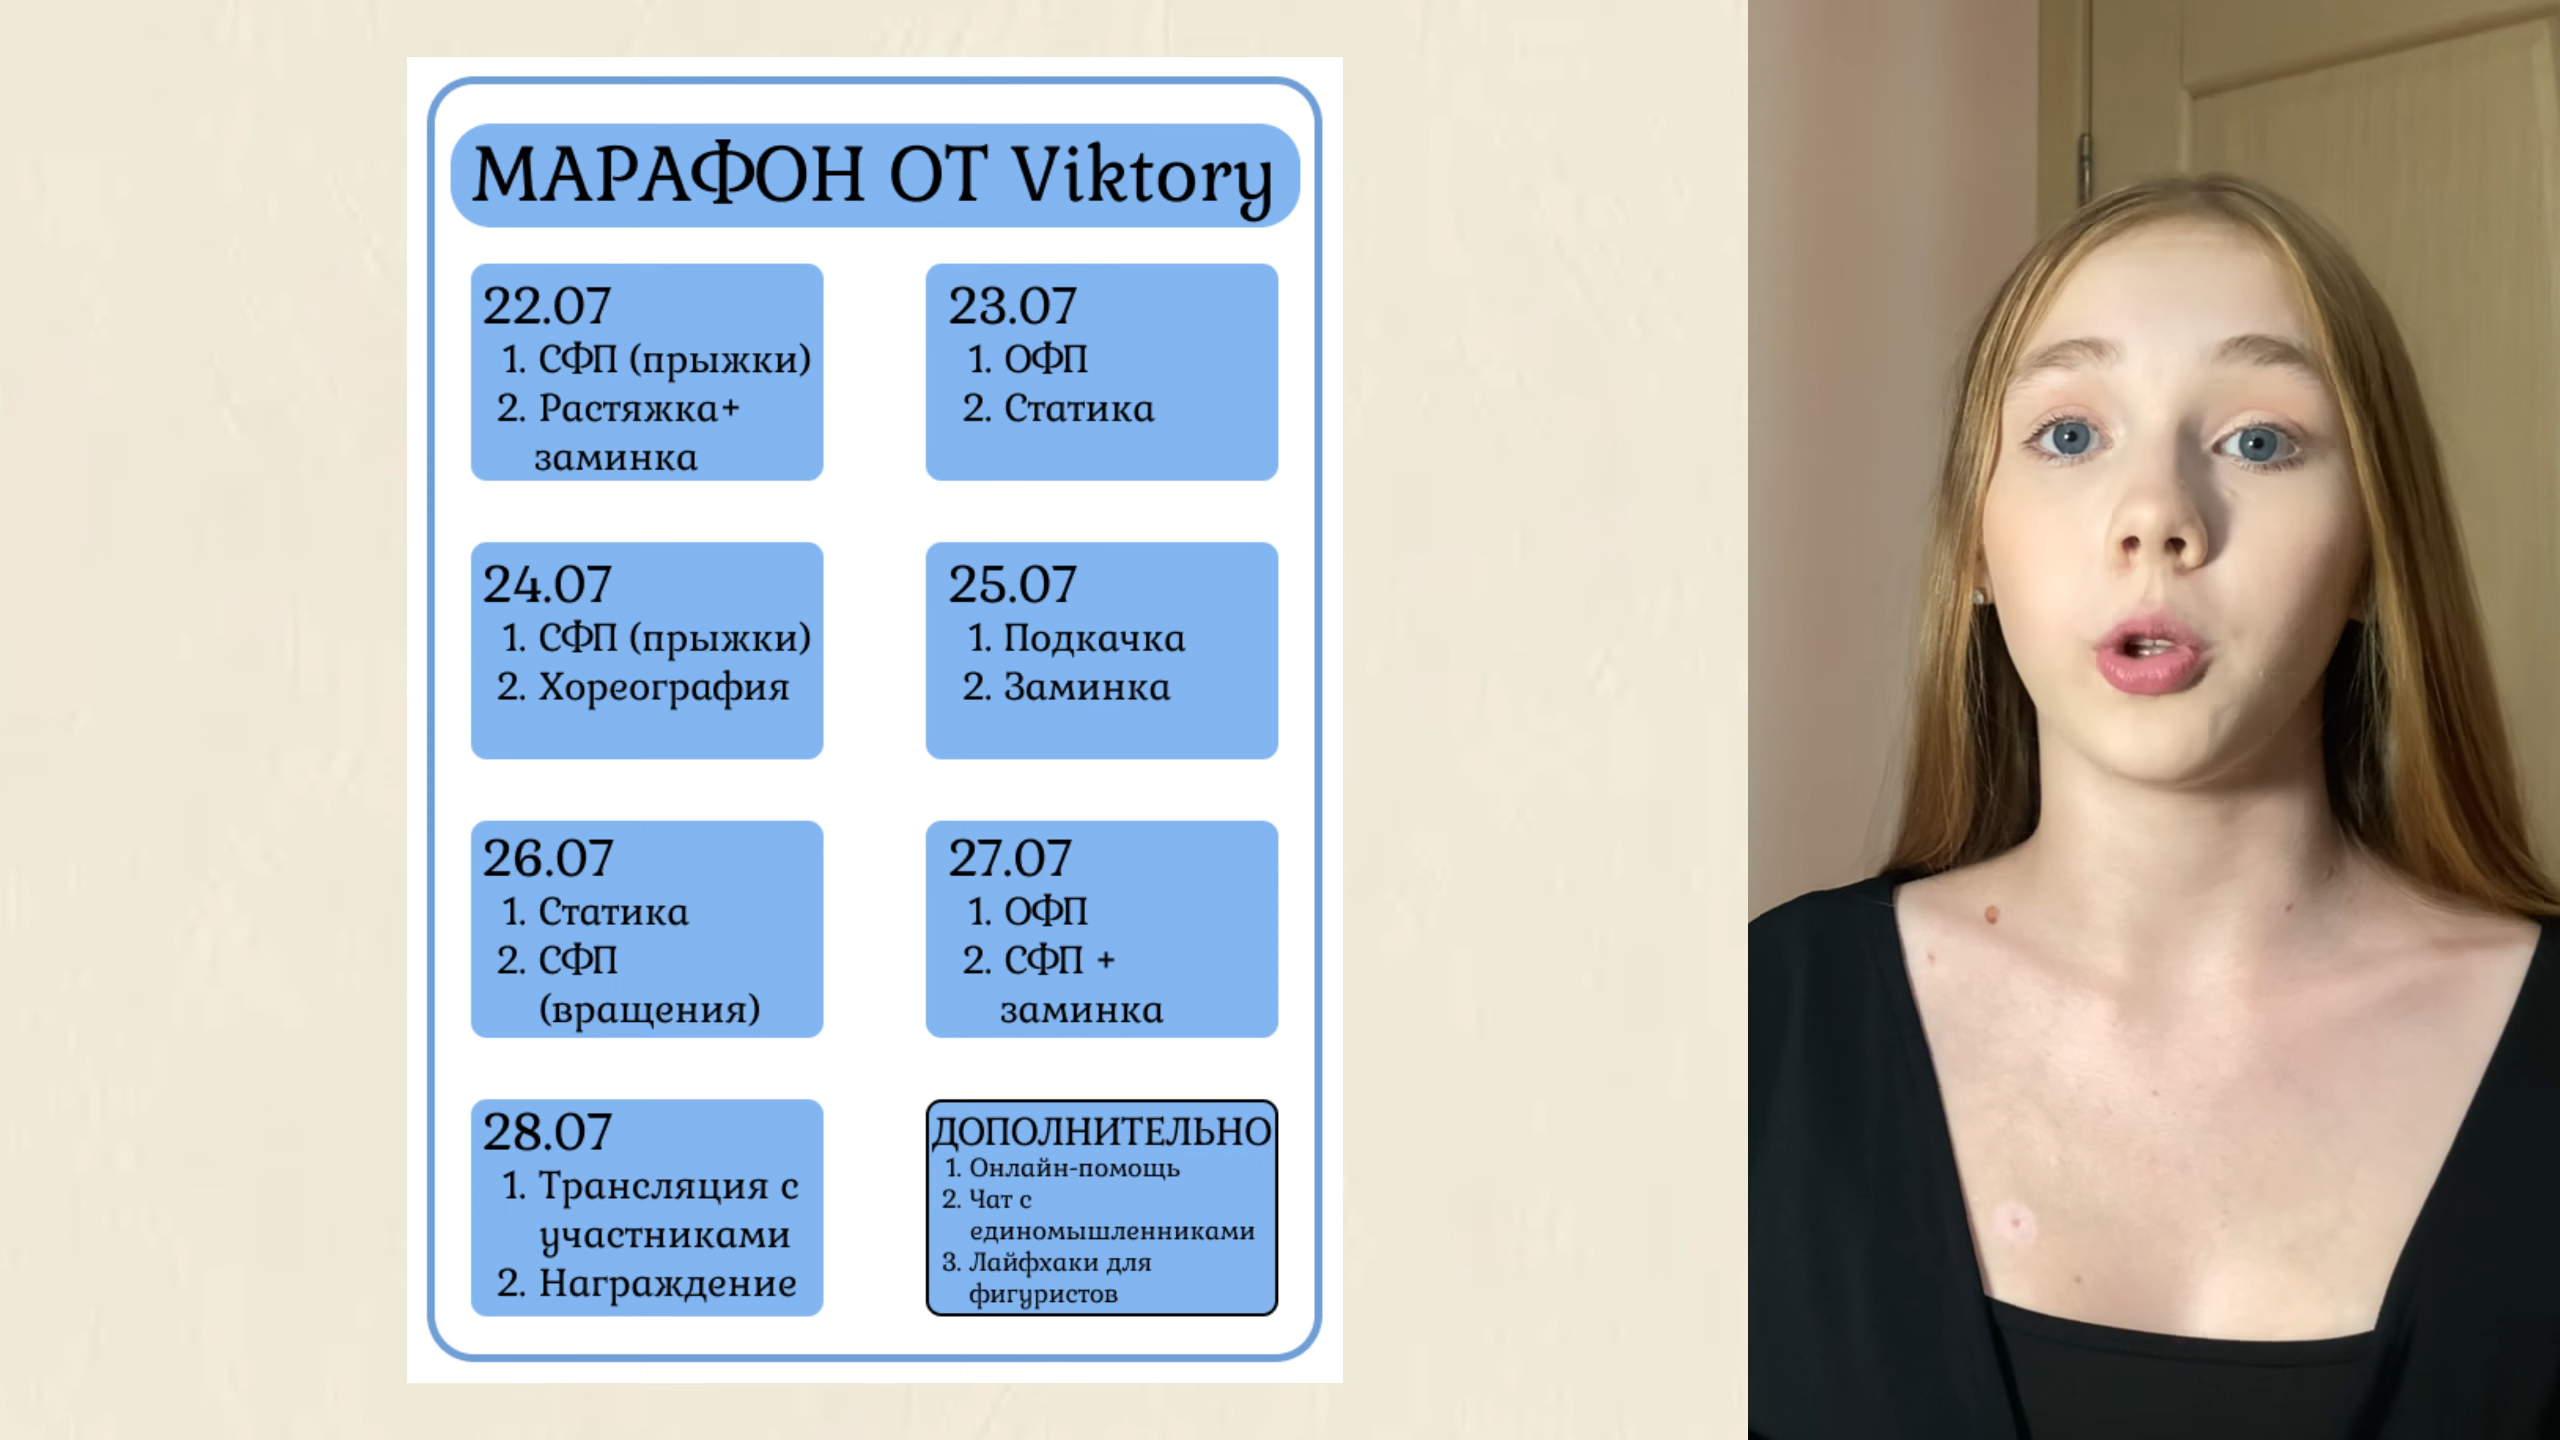 МАРАФОН ОТ Viktory
22.07
1. СФП (прыжки)
2. Растяжка+
заминка
23.07
1. ОФП
2. Статика
24.07
1. СФП (прыжки)
2. Хореография
25.07
1. Подкачка
2. Заминка
26.07
1. Статика
2. СФП
(вращения)
27.07
1. ОФП
2. СФП +
заминка
28.07
1. Трансляция с
участниками
2. Награждение
ДОПОЛНИТЕЛЬНО
1. Онлайн-помощь
2. Чат с
единомышленниками
3. Лайфхаки для
фигуристов